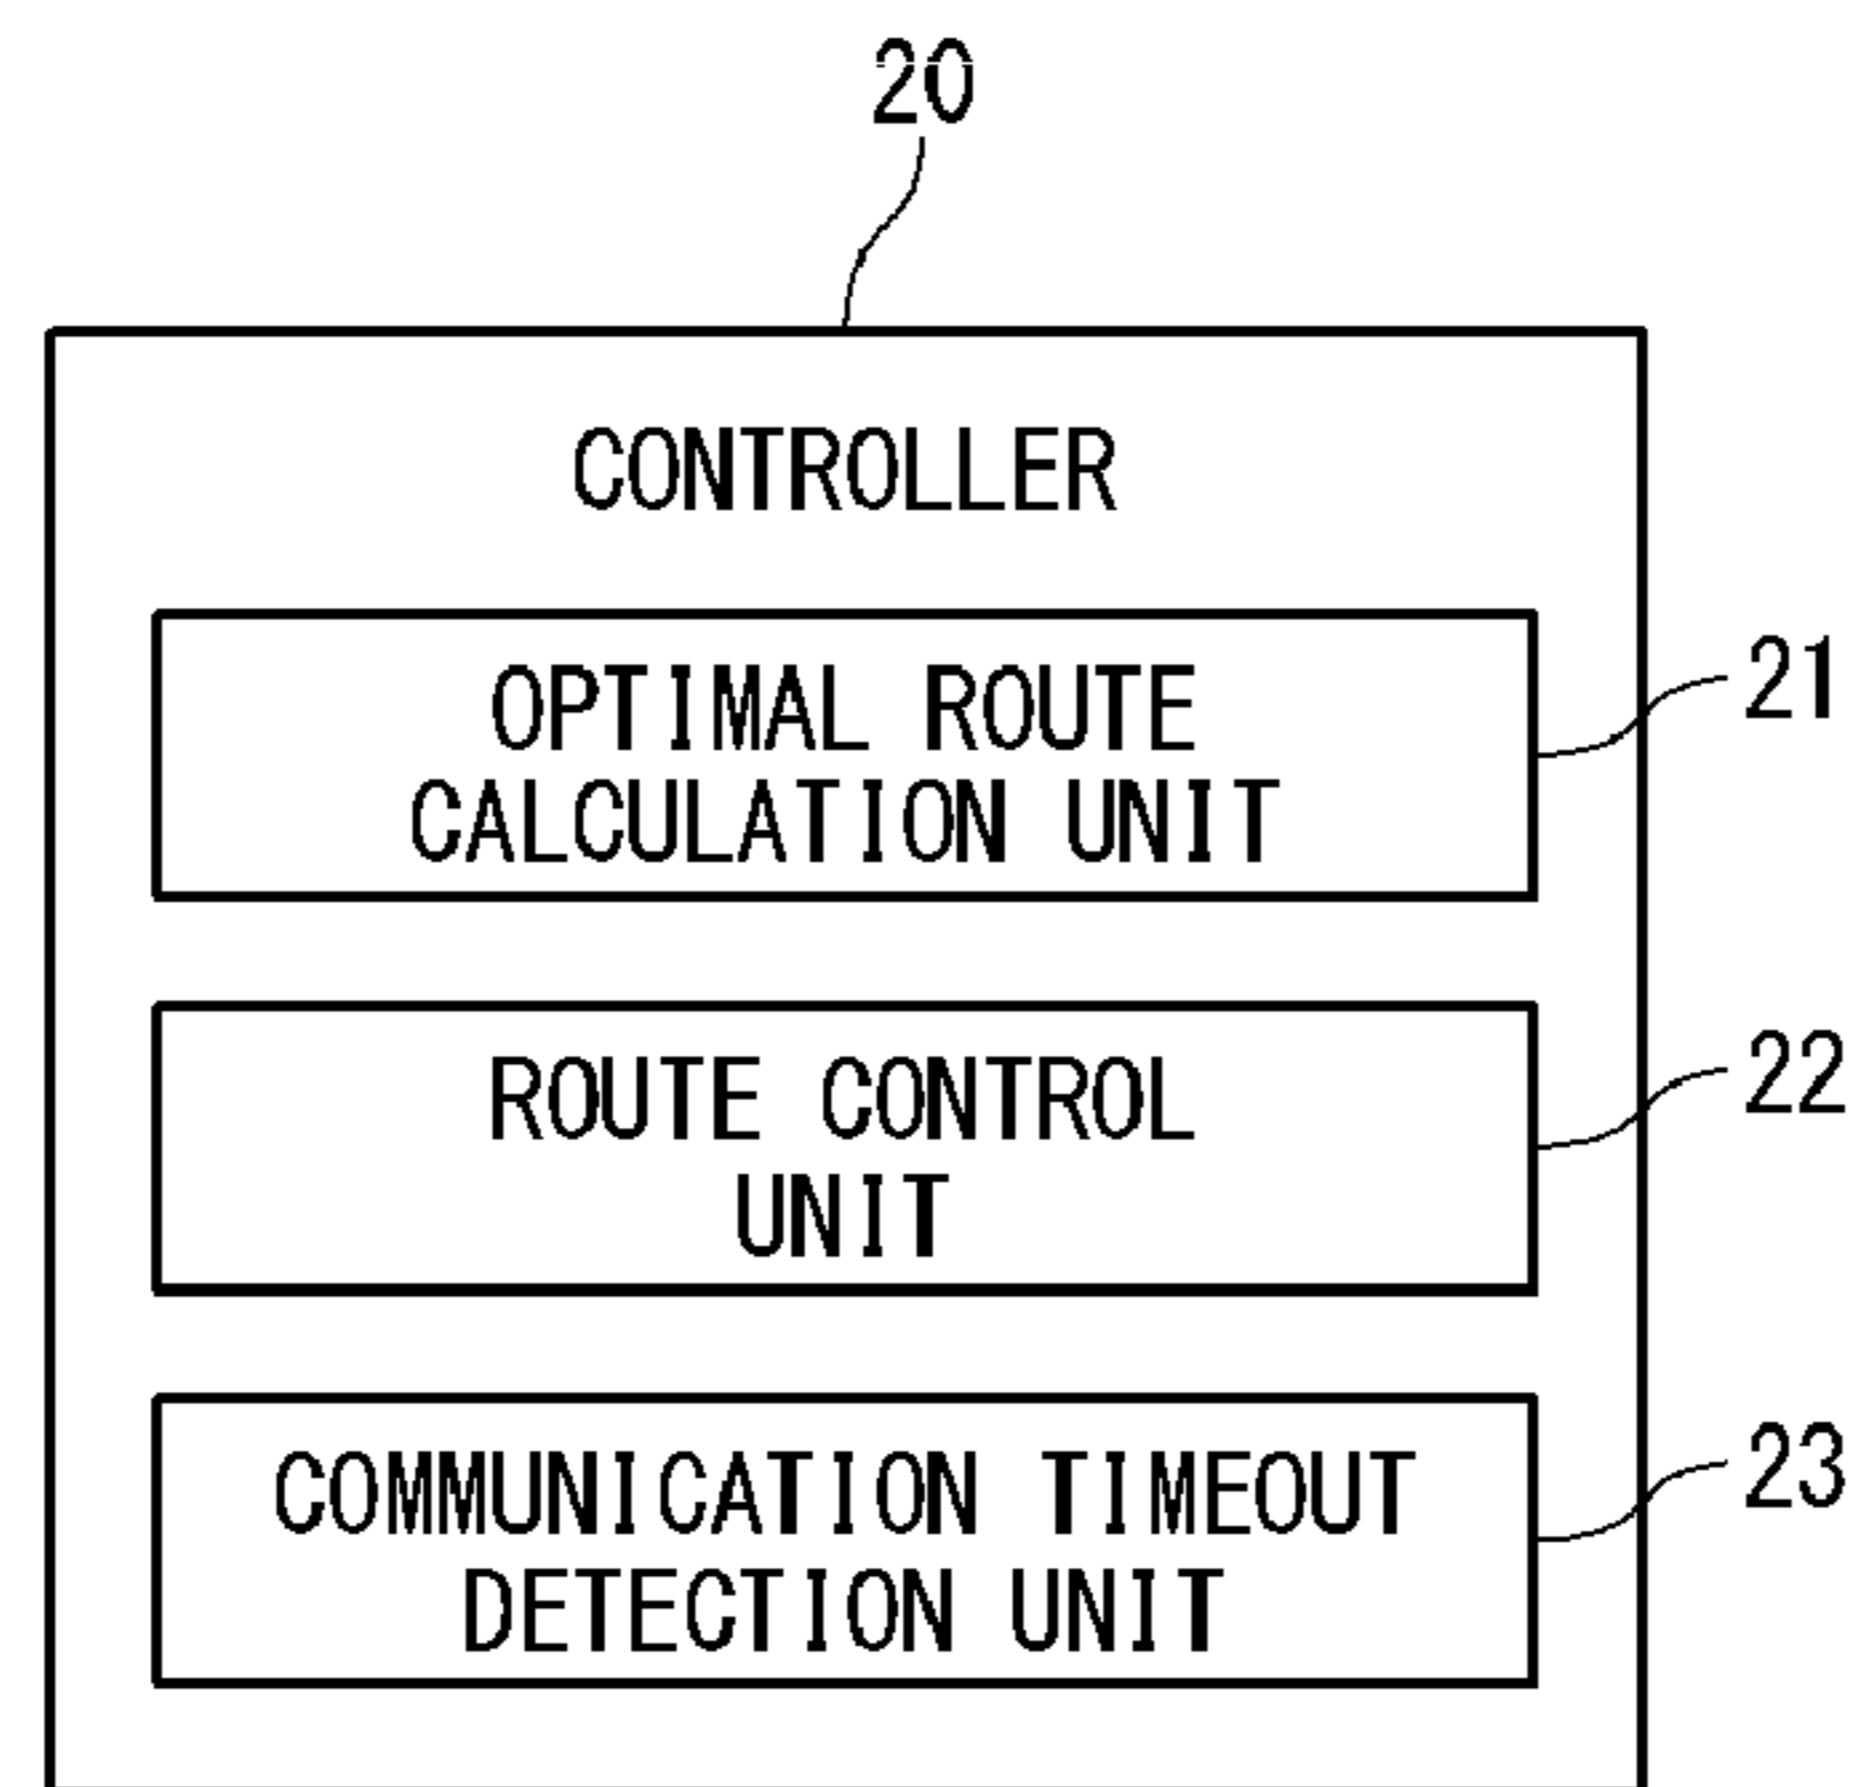 20
CONTROLLER
OPTIMAL ROUTE
CALCULATION UNIT
21
ROUTE CONTROL
UNIT
22
COMMUNICATION TIMEOUT
DETECTION UNIT
23